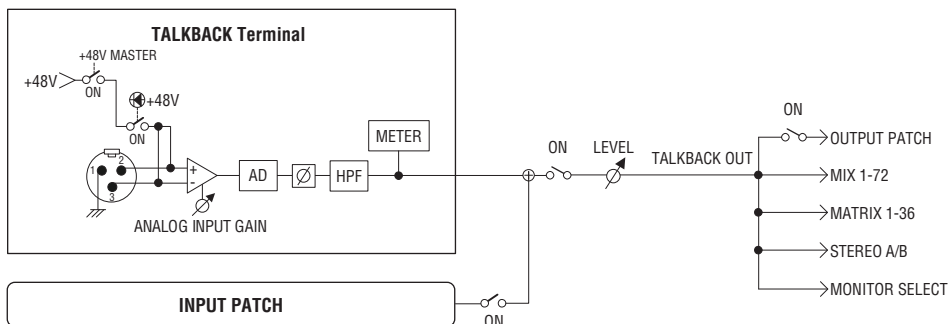 TALKBACK Terminal
+48V MASTER
+48V
ON
+48V
ON
METER
1
2
3
+
-
AD
Ø
HPF
ANALOG INPUT GAIN
ON
LEVEL
TALKBACK OUT
ON
OUTPUT PATCH
MIX 1-72
MATRIX 1-36
STEREO A/B
MONITOR SELECT
INPUT PATCH
ON